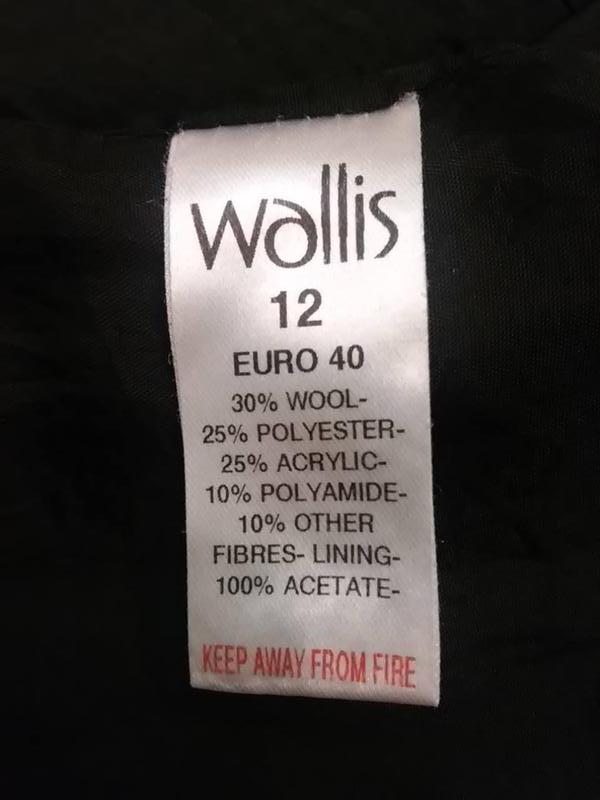 wallis
12
EURO 40
30% WOOL-
25% POLYESTER-
25% ACRYLIC-
10% POLYAMIDE-
10% OTHER
FIBRES- LINING-
100% ACETATE-
KEEP AWAY FROM FIRE